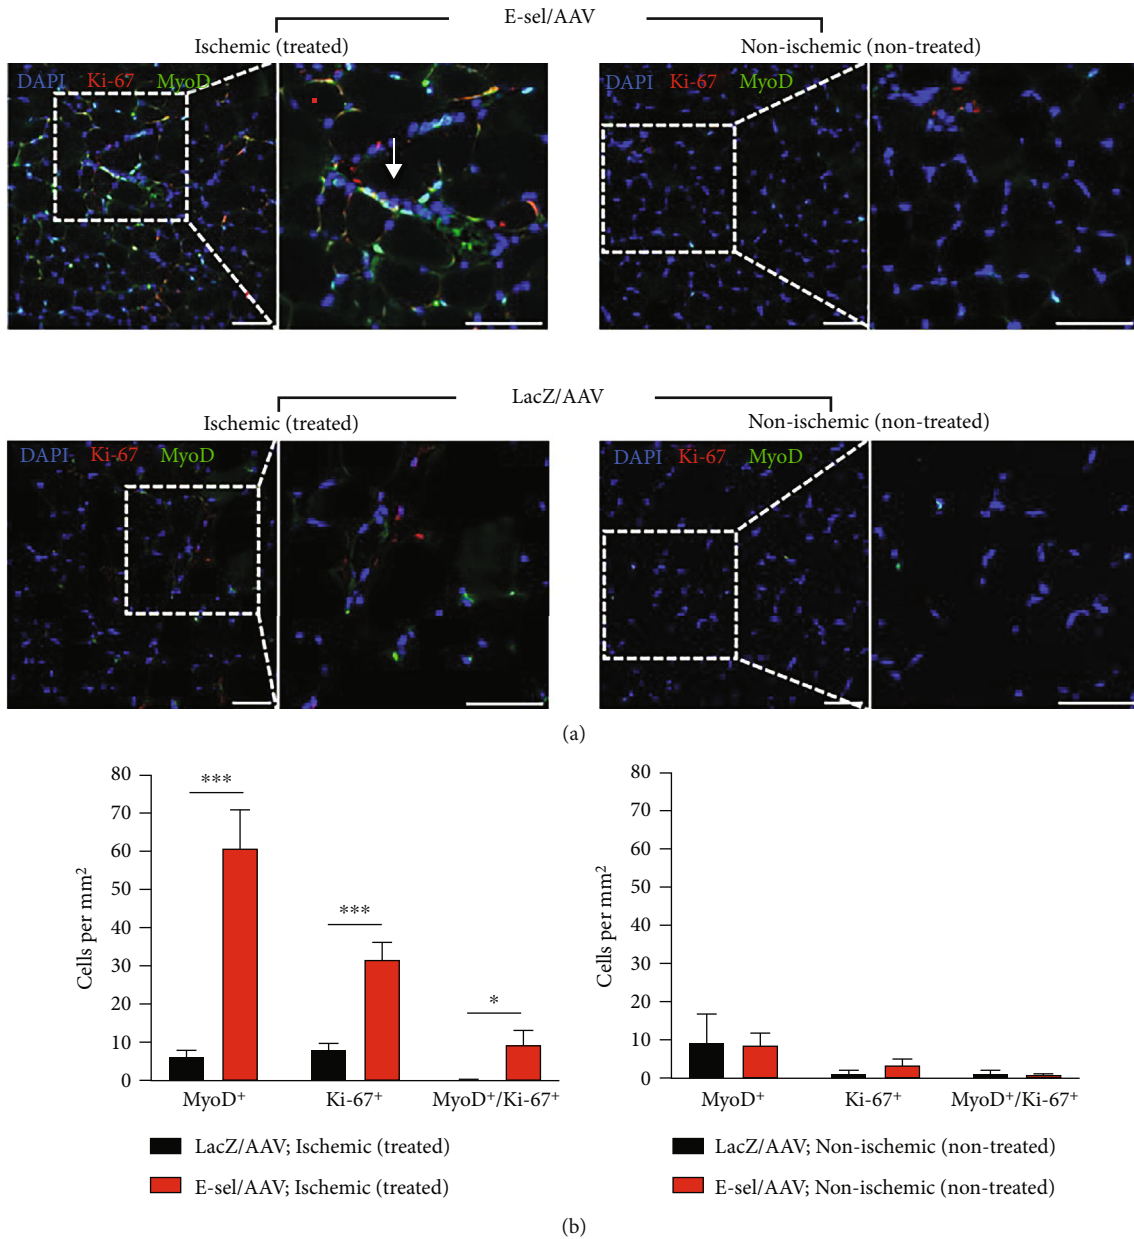 E-sel/AAV
Ischemic (treated)
Non-ischemic (non-treated)
DAPI Ki-67 MyoD
DAPI Ki-67 MyoD
LacZ/AAV
Ischemic (treated)
Non-ischemic (non-treated)
DAPI Ki-67 MyoD
DAPI Ki-67 MyoD
(a)
80
70
60
50
40
30
20
10
0
Cells per mm²
***
***
*
MyoD⁺
Ki-67⁺
MyoD⁺/Ki-67⁺
LacZ/AAV; Ischemic (treated)
E-sel/AAV; Ischemic (treated)
80
70
60
50
40
30
20
10
0
Cells per mm²
MyoD⁺
Ki-67⁺
MyoD⁺/Ki-67⁺
LacZ/AAV; Non-ischemic (non-treated)
E-sel/AAV; Non-ischemic (non-treated)
(b)